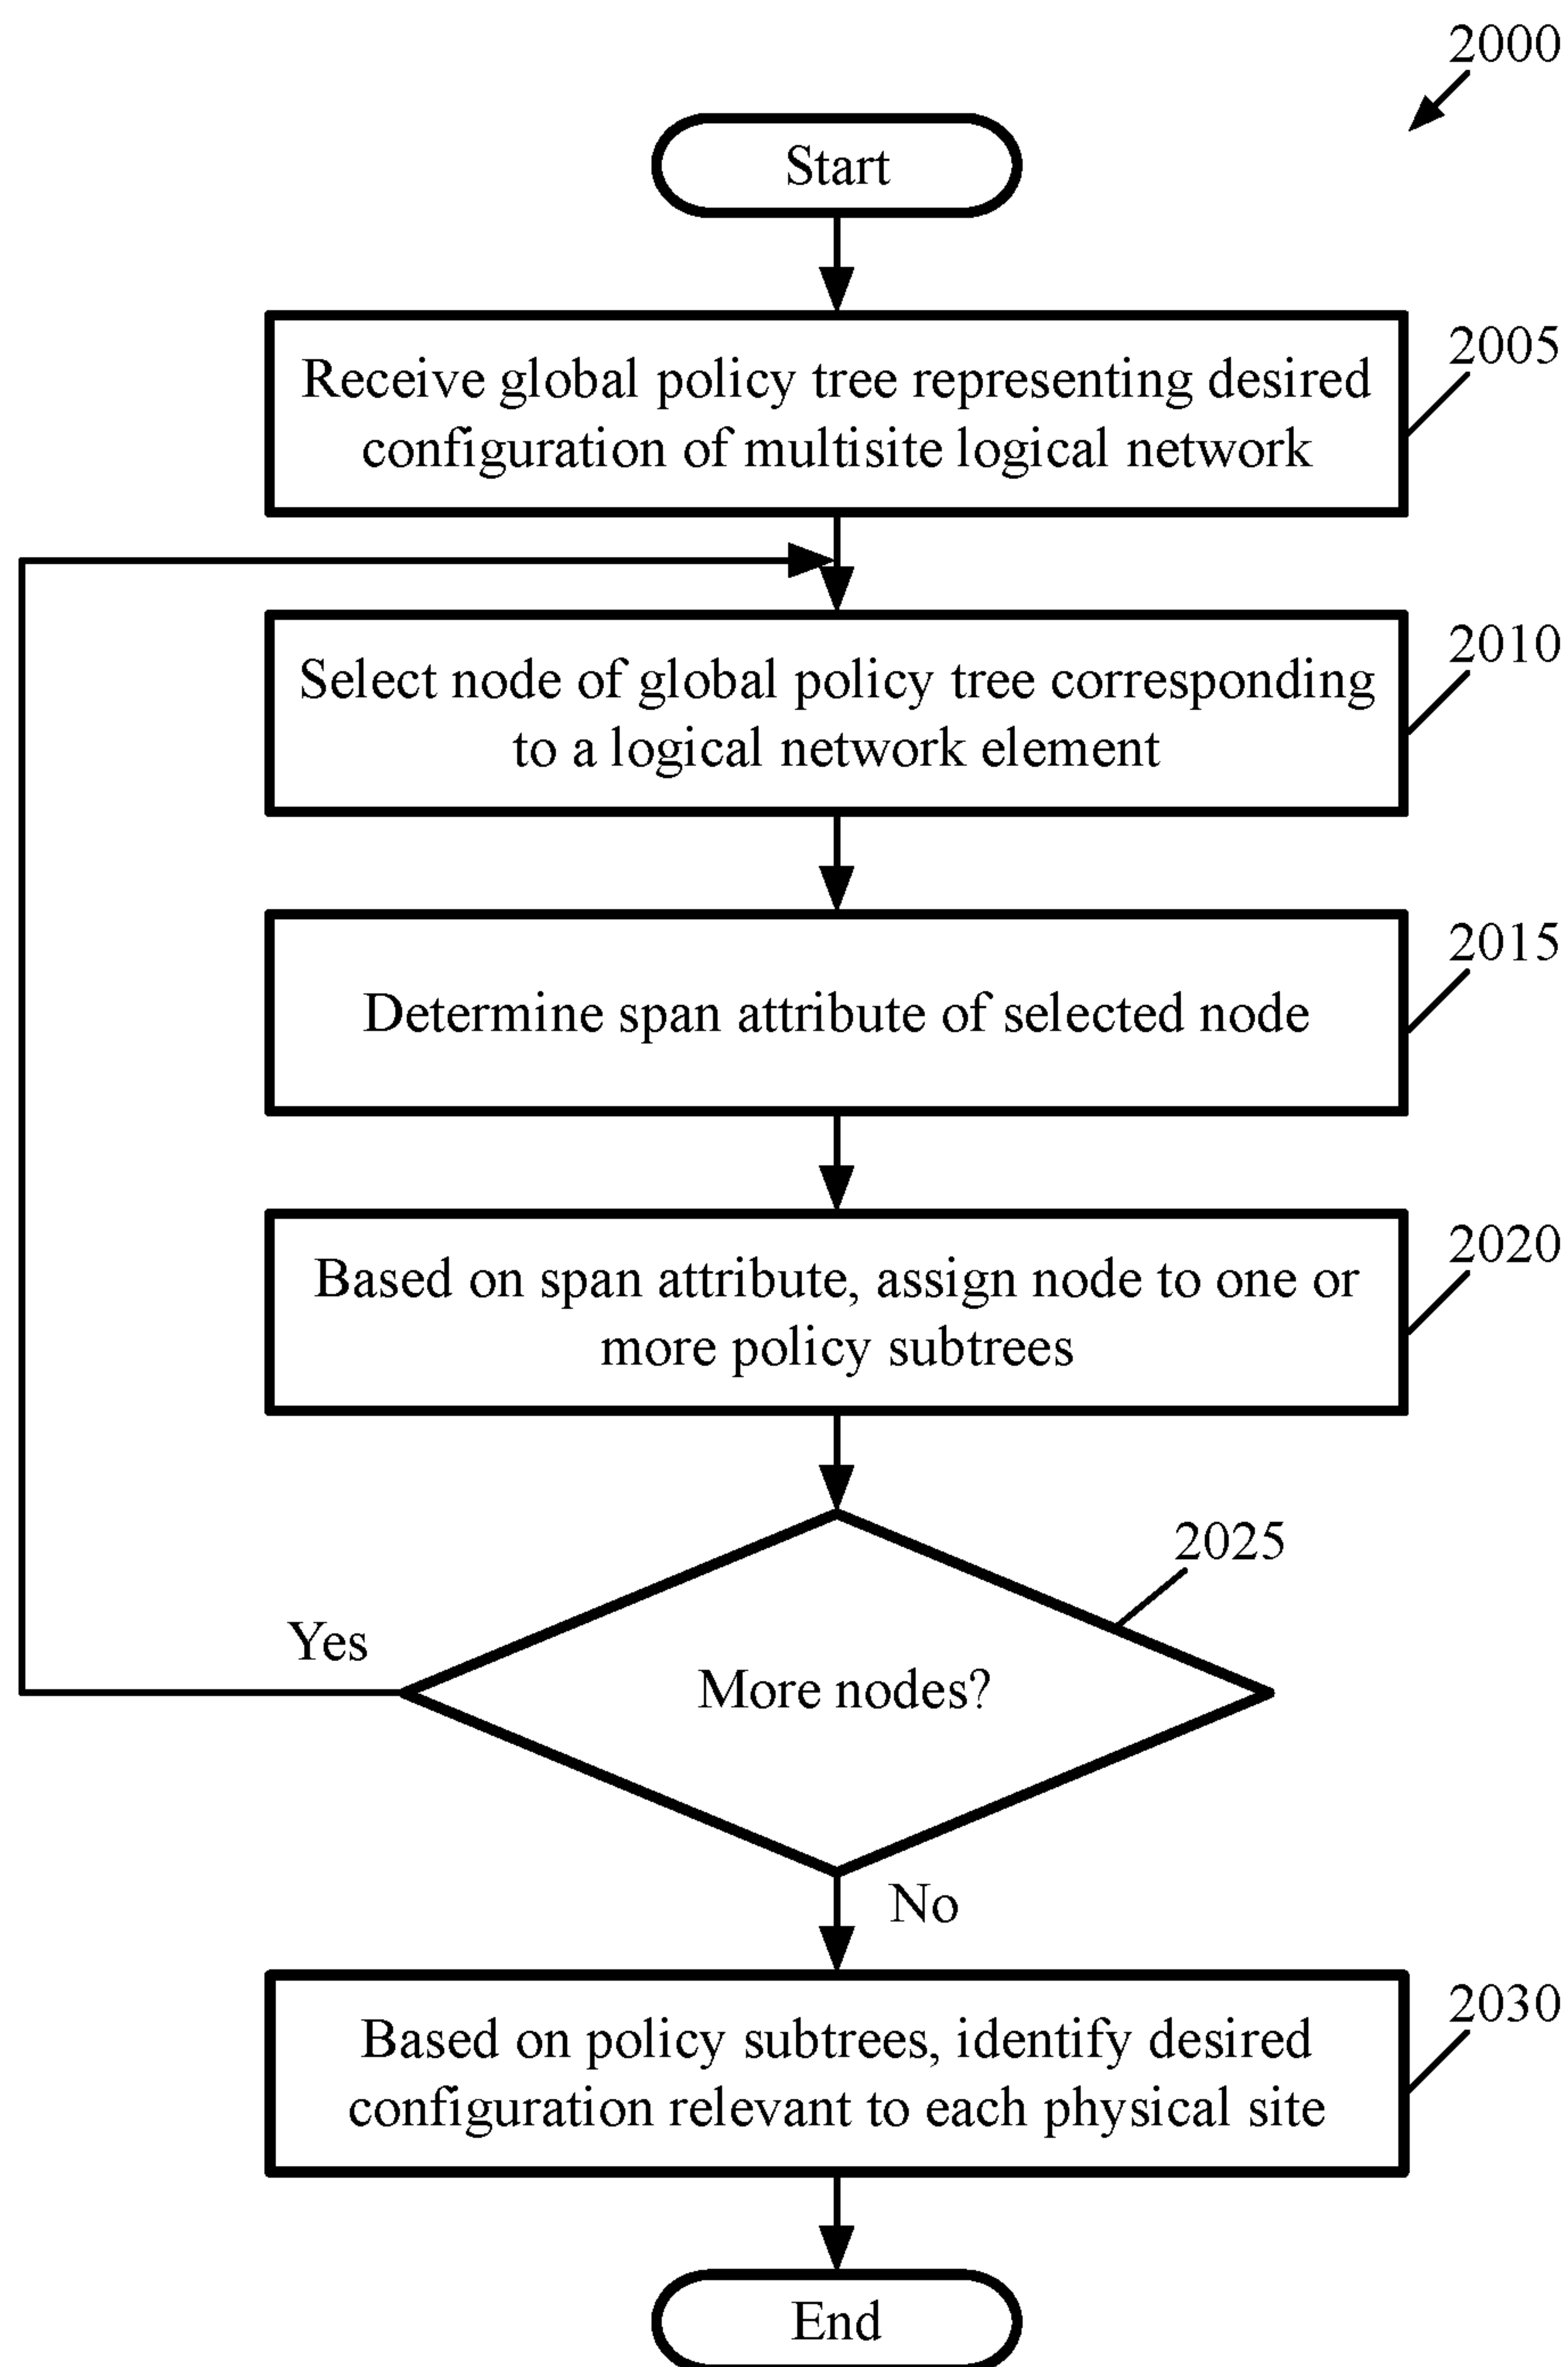 2000
Start
Receive global policy tree representing desired
configuration of multisite logical network
2005
Select node of global policy tree corresponding
to a logical network element
2010
Determine span attribute of selected node
2015
Based on span attribute, assign node to one or
more policy subtrees
2020
2025
More nodes?
Yes
No
Based on policy subtrees, identify desired
configuration relevant to each physical site
2030
End